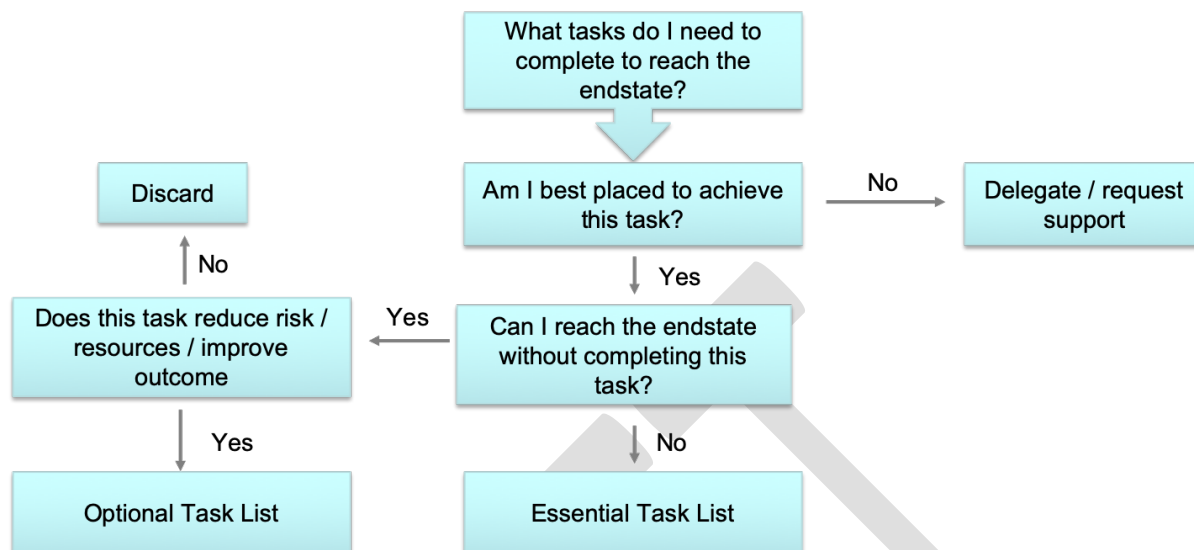 What tasks do I need to
complete to reach the
endstate?
Discard
Am I best placed to achieve
this task?
No
Delegate / request
support
No
Yes
Does this task reduce risk /
resources / improve
outcome
Yes
Can I reach the endstate
without completing this
task?
Yes
No
Optional Task List
Essential Task List